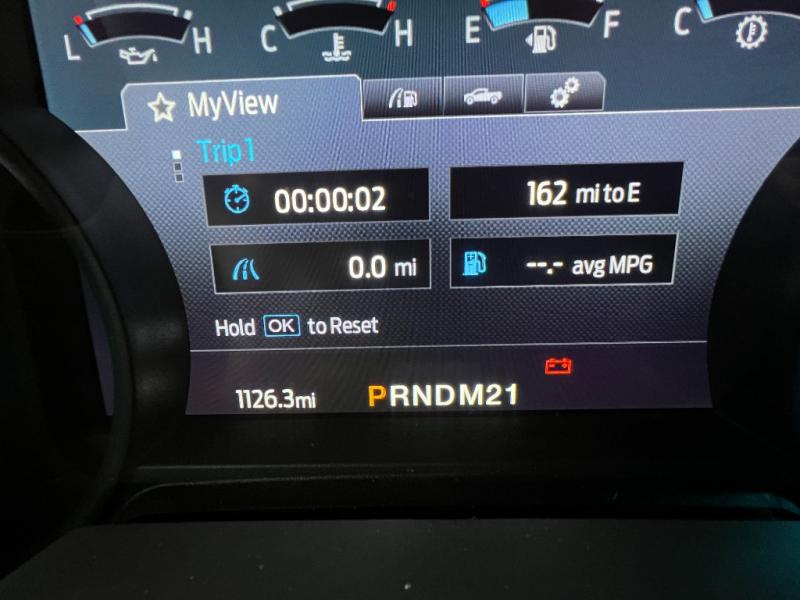 L H C H E F C
MyView
Trip 1
00:00:02 162 mi to E
0.0 mi --.- avg MPG
Hold OK to Reset
1126.3mi PRNDM21